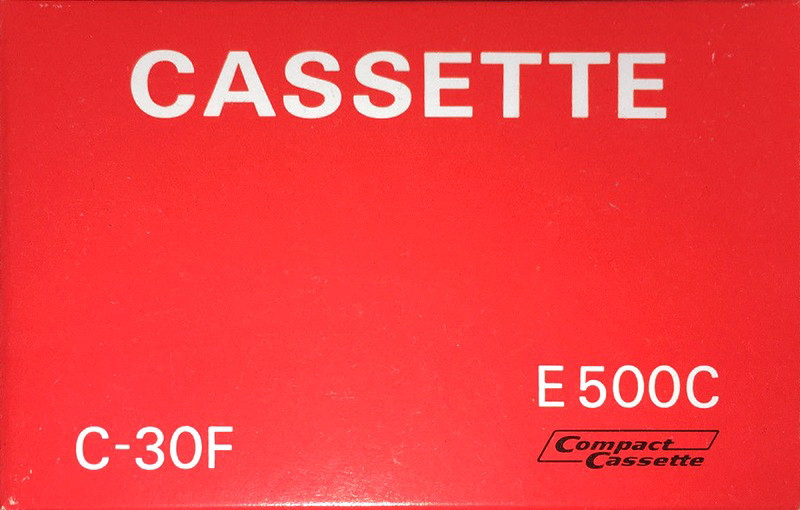 CASSETTE
E 500C
C-30F
Compact
Cassette